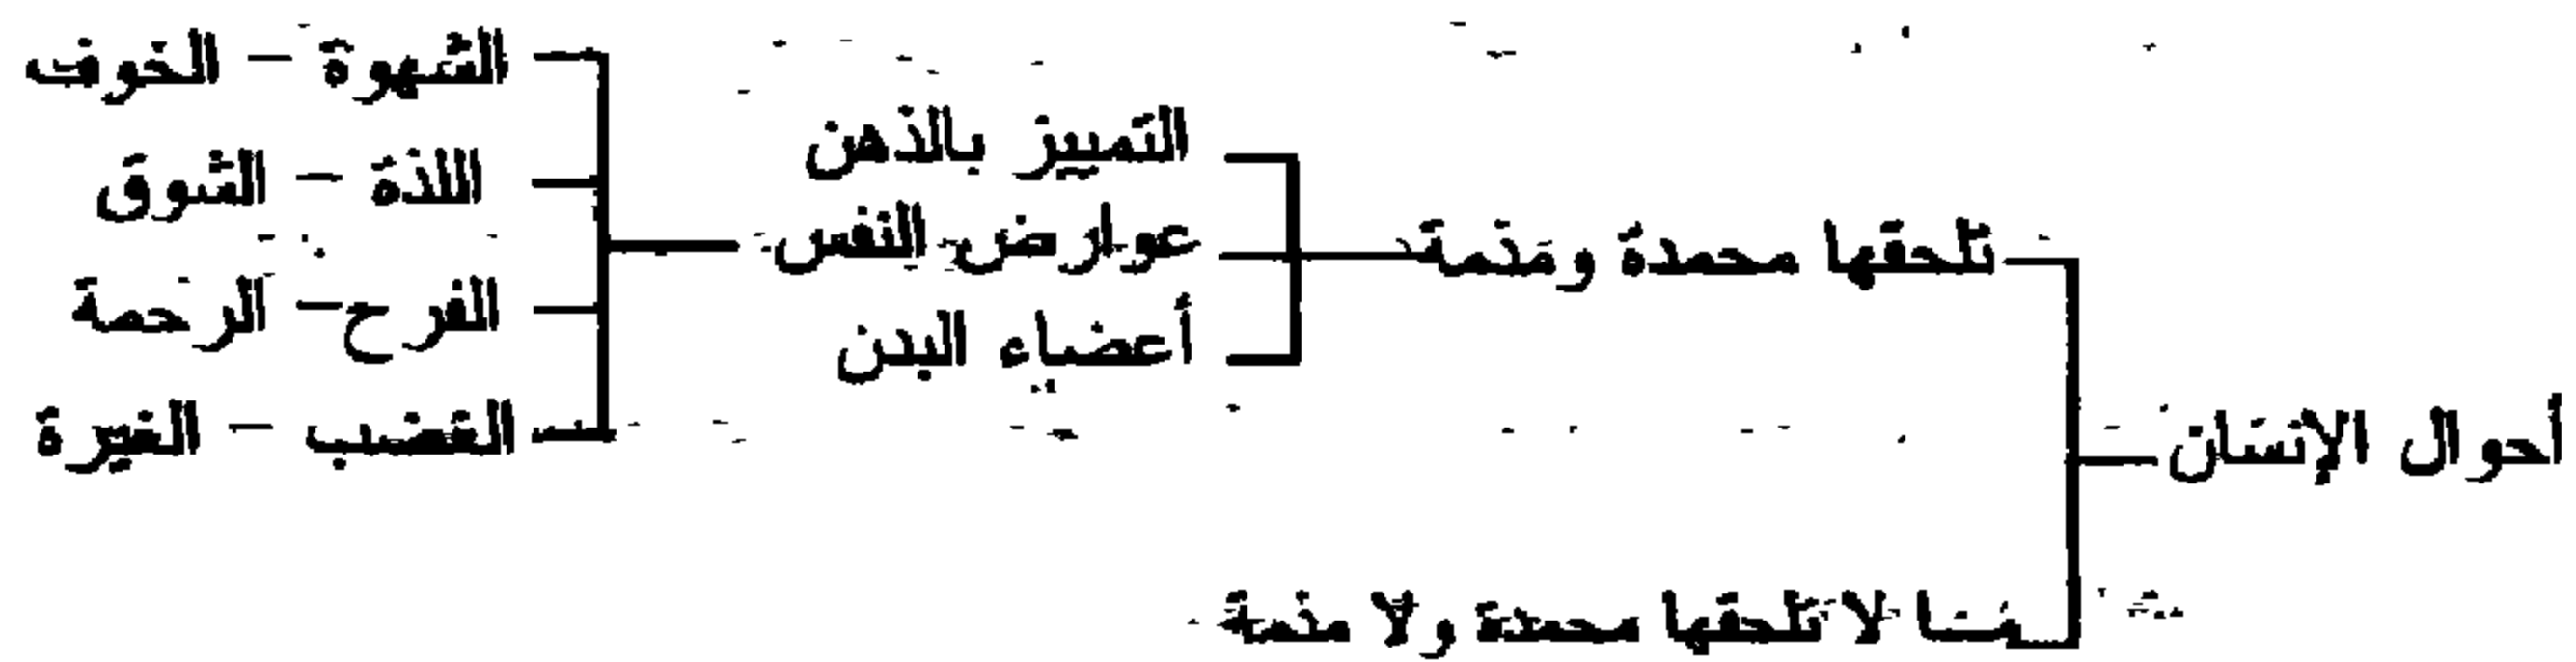 أحوال الإنسان
تلحقها محمدة ومذمة
التمييز بالذهن
عوارض النفس
أعضاء البدن
الشهوة – الخوف
اللذة – الشوق
الفرح – الرحمة
الغضب – الغيرة
ما لا تلحقها محمدة ولا مذمة